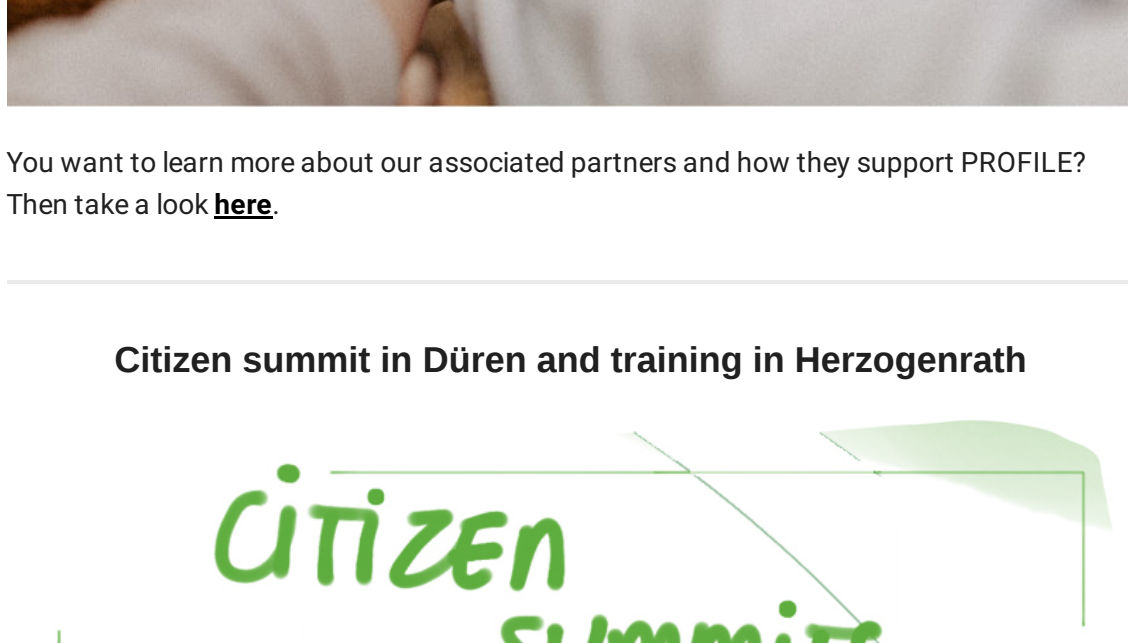 You want to learn more about our associated partners and how they support PROFILE?
Then take a look here.
Citizen summit in Düren and training in Herzogenrath
CiTiZEn
summits